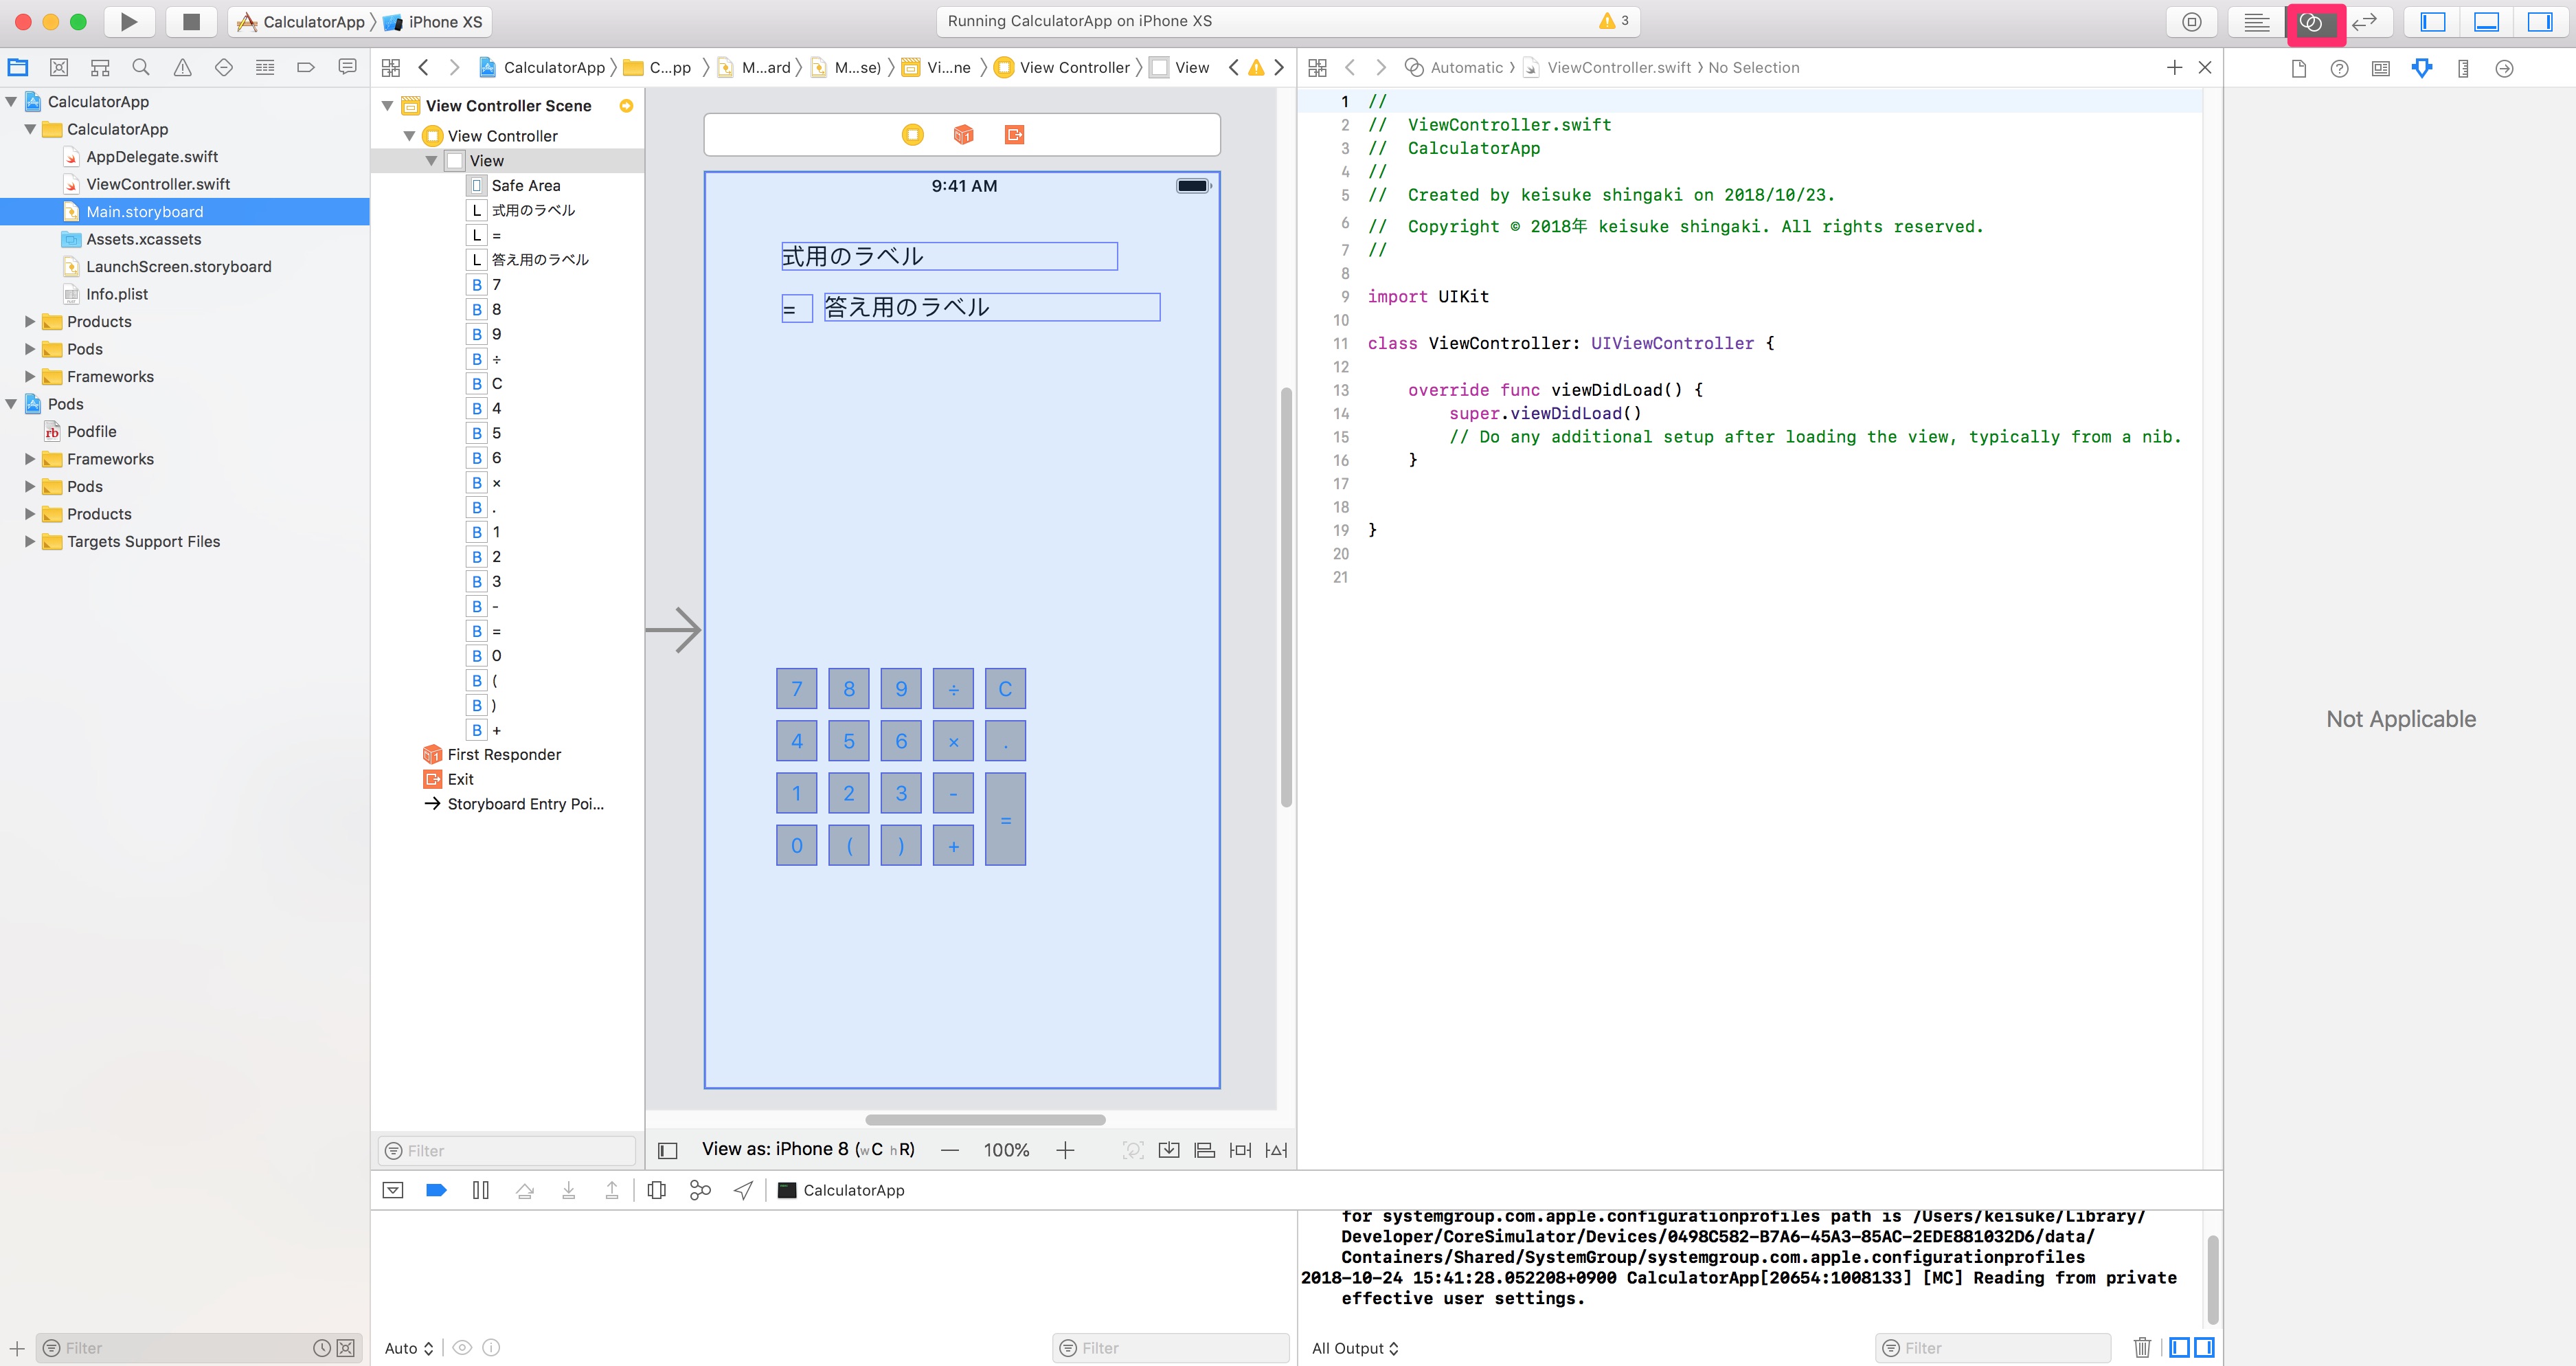 CalculatorApp 〉 iPhone XS
Running CalculatorApp on iPhone XS
3
CalculatorApp 〉 C...pp 〉 M...ard 〉 M...se) 〉 Vi...ne 〉 View Controller 〉 View
Automatic 〉 ViewController.swift 〉 No Selection
CalculatorApp
CalculatorApp
AppDelegate.swift
ViewController.swift
Main.storyboard
Assets.xcassets
LaunchScreen.storyboard
Info.plist
Products
Pods
Frameworks
Pods
Podfile
Frameworks
Pods
Products
Targets Support Files
Filter
View Controller Scene
View Controller
View
Safe Area
L 式用のラベル
L =
L 答え用のラベル
B 7
B 8
B 9
B ÷
B C
B 4
B 5
B 6
B ×
B .
B 1
B 2
B 3
B -
B =
B 0
B (
B )
B +
First Responder
Exit
Storyboard Entry Poi...
Filter
9:41 AM
式用のラベル
= 答え用のラベル
7 8 9 ÷ C
4 5 6 × .
1 2 3 - =
0 ( ) +
View as: iPhone 8 (wC hR) — 100% +
1 //
2 //  ViewController.swift
3 //  CalculatorApp
4 //
5 //  Created by keisuke shingaki on 2018/10/23.
6 //  Copyright © 2018年 keisuke shingaki. All rights reserved.
7 //
8
9 import UIKit
10
11 class ViewController: UIViewController {
12
13     override func viewDidLoad() {
14         super.viewDidLoad()
15         // Do any additional setup after loading the view, typically from a nib.
16     }
17
18
19 }
20
21
Not Applicable
CalculatorApp
for systemgroup.com.apple.configurationprofiles path is /Users/keisuke/Library/
Developer/CoreSimulator/Devices/0498C582-B7A6-45A3-85AC-2EDE881032D6/data/
Containers/Shared/SystemGroup/systemgroup.com.apple.configurationprofiles
2018-10-24 15:41:28.052208+0900 CalculatorApp[20654:1008133] [MC] Reading from private
effective user settings.
Auto
Filter
All Output
Filter